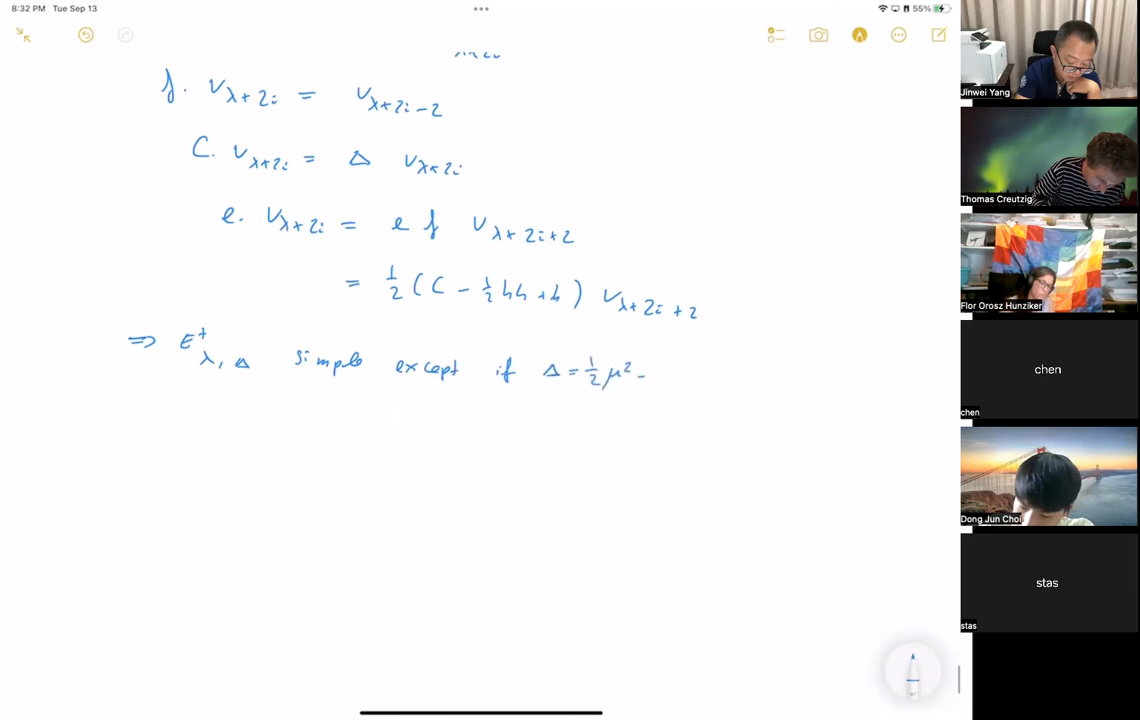 8:32 PM Tue Sep 13
55%
f. v_{λ+2i} = v_{λ+2i-2}
C. v_{λ+2i} = Δ v_{λ+2i}
e. v_{λ+2i} = e f v_{λ+2i+2}
= 1/2 (C - 1/2 hh + h) v_{λ+2i+2}
⇒ E^+_{λ,Δ} simple except if Δ = 1/2 μ² -
Jinwei Yang
Thomas Creutzig
Flor Orosz Hunziker
chen
chen
Dong Jun Choi
stas
stas